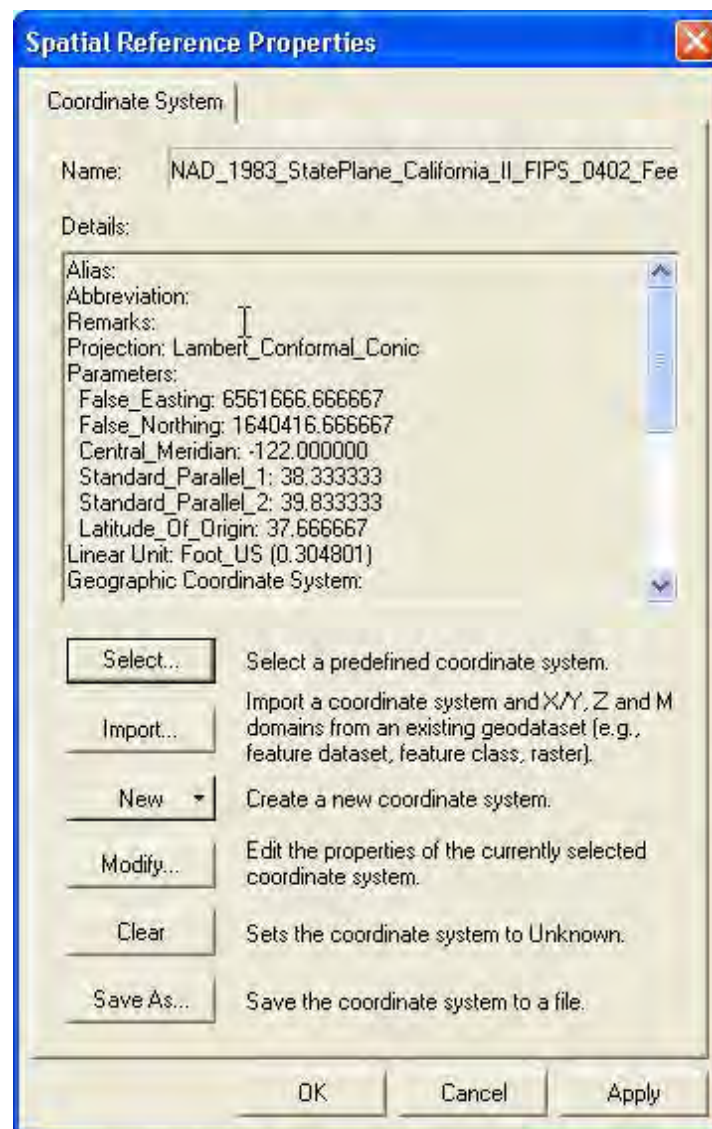 Spatial Reference Properties
Coordinate System
Name: NAD_1983_StatePlane_California_II_FIPS_0402_Fee
Details:
Alias:
Abbreviation:
Remarks:
Projection: Lambert_Conformal_Conic
Parameters:
False_Easting: 6561666.666667
False_Northing: 1640416.666667
Central_Meridian: -122.000000
Standard_Parallel_1: 38.333333
Standard_Parallel_2: 39.833333
Latitude_Of_Origin: 37.666667
Linear Unit: Foot_US (0.304801)
Geographic Coordinate System:
Select... Select a predefined coordinate system.
Import... Import a coordinate system and X/Y, Z and M
domains from an existing geodataset (e.g.,
feature dataset, feature class, raster).
New Create a new coordinate system.
Modify... Edit the properties of the currently selected
coordinate system.
Clear Sets the coordinate system to Unknown.
Save As... Save the coordinate system to a file.
OK Cancel Apply